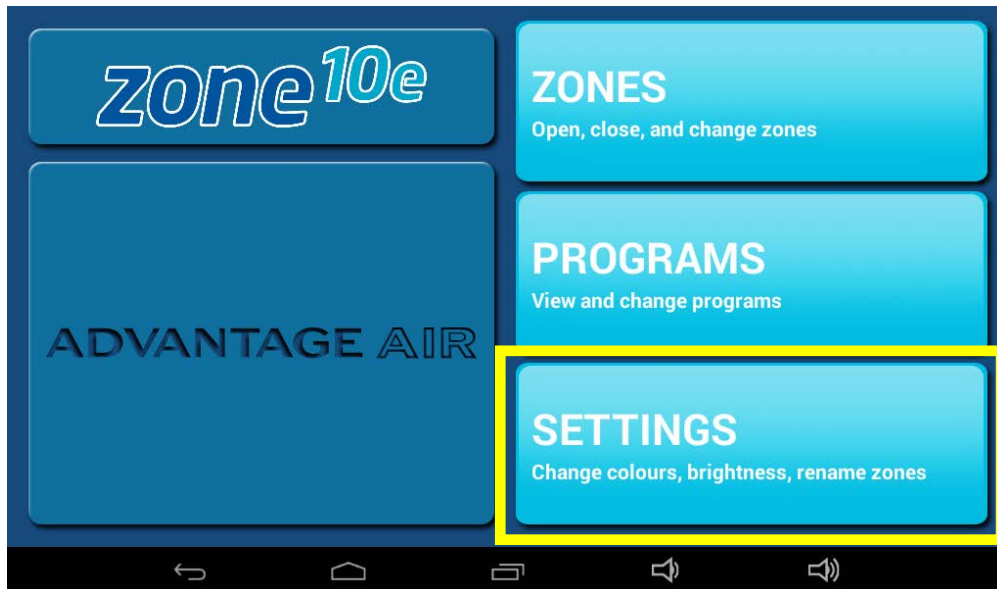 zone10e
ADVANTAGE AIR
ZONES
Open, close, and change zones
PROGRAMS
View and change programs
SETTINGS
Change colours, brightness, rename zones